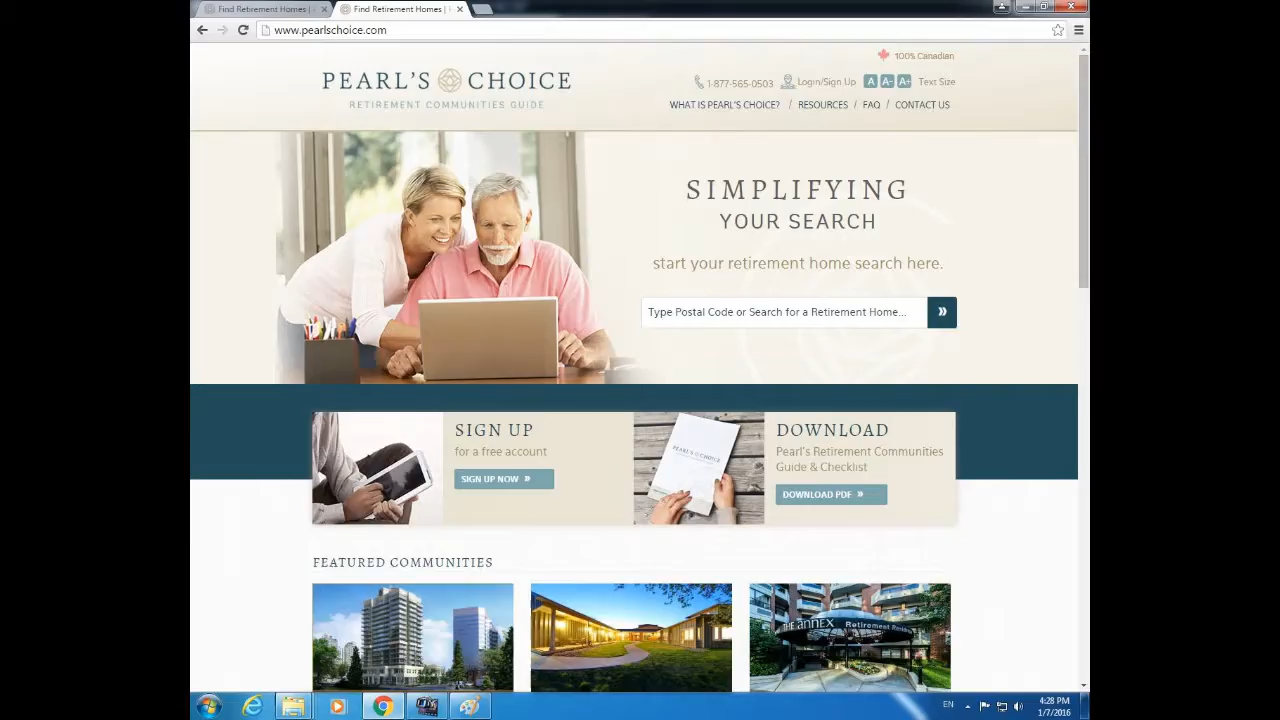 Find Retirement Homes |
Find Retirement Homes |
www.pearlschoice.com
100% Canadian
PEARL'S CHOICE
RETIREMENT COMMUNITIES GUIDE
1-877-565-0503 Login/Sign Up A A- A+ Text Size
WHAT IS PEARL'S CHOICE? / RESOURCES / FAQ / CONTACT US
SIMPLIFYING
YOUR SEARCH
start your retirement home search here.
Type Postal Code or Search for a Retirement Home... »
SIGN UP
for a free account
SIGN UP NOW »
PEARL'S CHOICE
DOWNLOAD
Pearl's Retirement Communities
Guide & Checklist
DOWNLOAD PDF »
FEATURED COMMUNITIES
THE ANNEX Retirement
EN
4:28 PM
1/7/2016